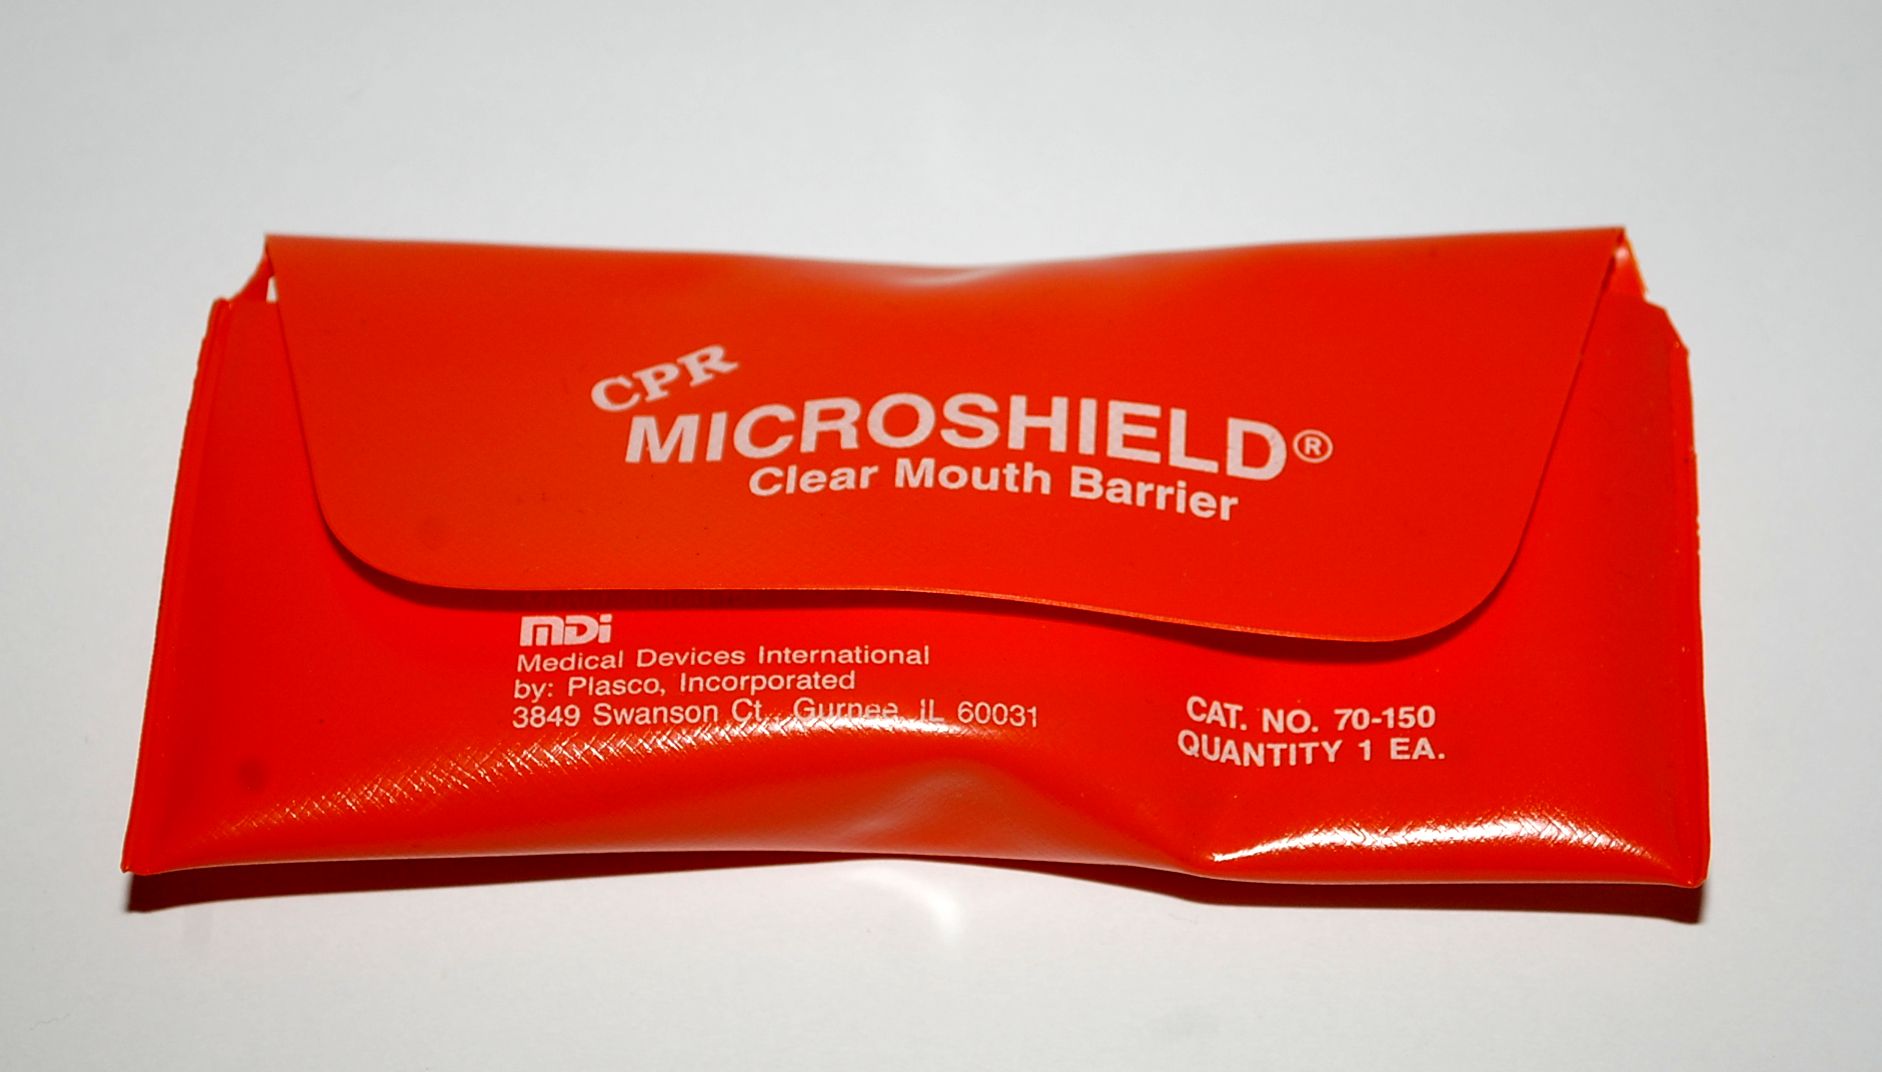 CPR
MICROSHIELD®
Clear Mouth Barrier
MDi
Medical Devices International
by: Plasco, Incorporated
3849 Swanson Ct., Gurnee IL 60031
CAT. NO. 70-150
QUANTITY 1 EA.